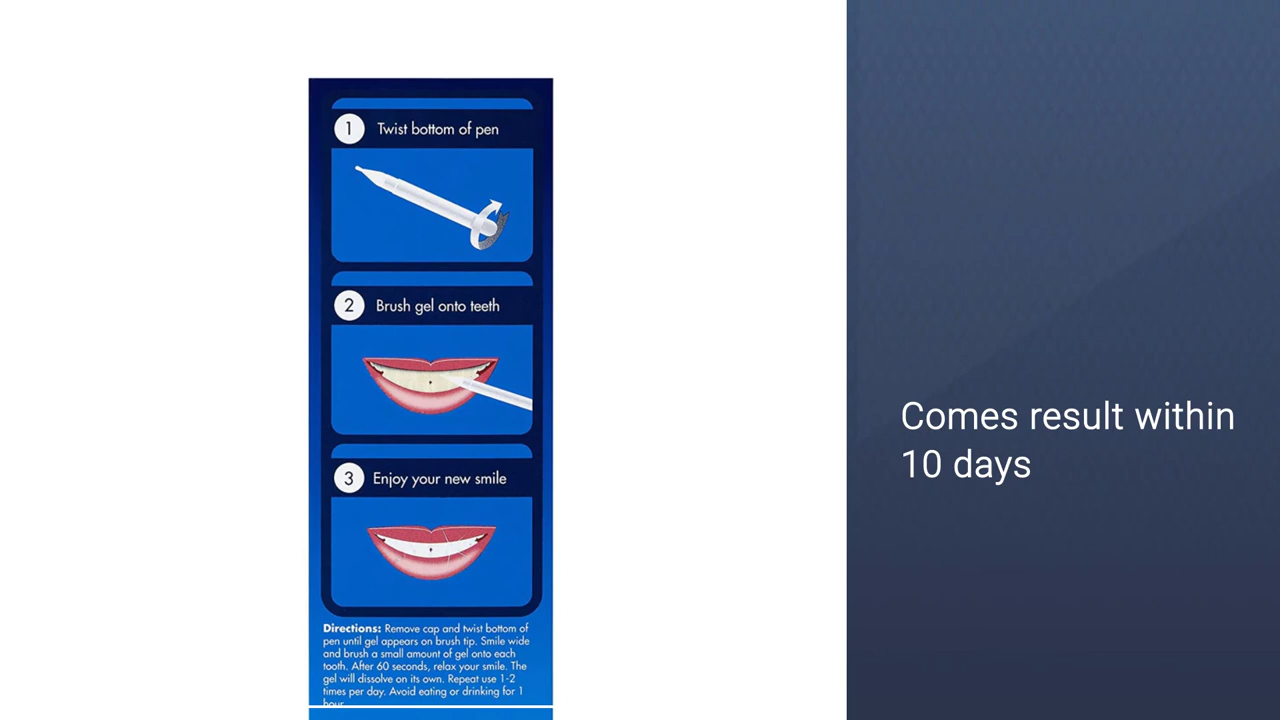 1 Twist bottom of pen
2 Brush gel onto teeth
3 Enjoy your new smile
Directions: Remove cap and twist bottom of
pen until gel appears on brush tip. Smile wide
and brush a small amount of gel onto each
tooth. After 60 seconds, relax your smile. The
gel will dissolve on its own. Repeat use 1-2
times per day. Avoid eating or drinking for 1
hour
Comes result within
10 days